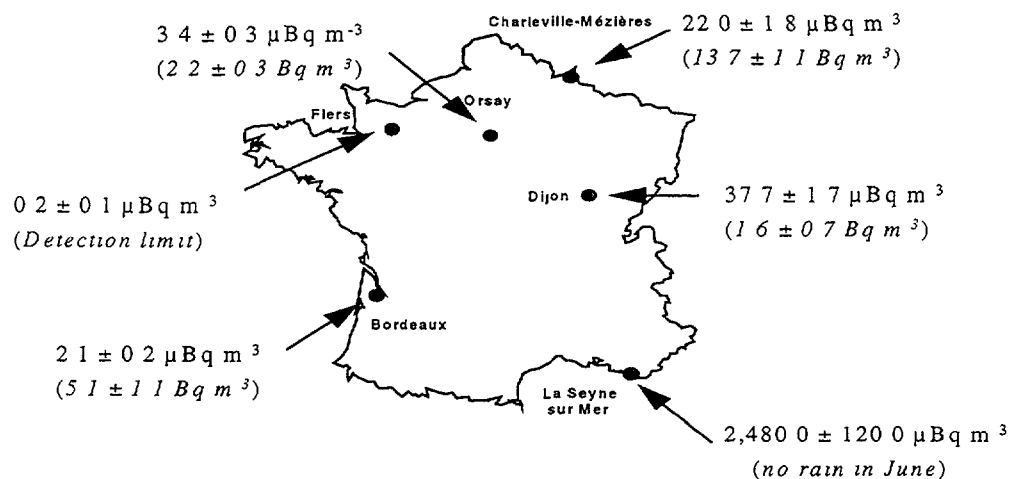 Charleville-Mézières
3 4 ± 0 3 µBq m-3
(2 2 ± 0 3 Bq m 3)
22 0 ± 1 8 µBq m 3
(13 7 ± 1 1 Bq m 3)
Orsay
Flers
Dijon
0 2 ± 0 1 µBq m 3
(Detection limit)
37 7 ± 1 7 µBq m 3
(1 6 ± 0 7 Bq m 3)
Bordeaux
2 1 ± 0 2 µBq m 3
(5 1 ± 1 1 Bq m 3)
La Seyne
sur Mer
2,480 0 ± 120 0 µBq m 3
(no rain in June)